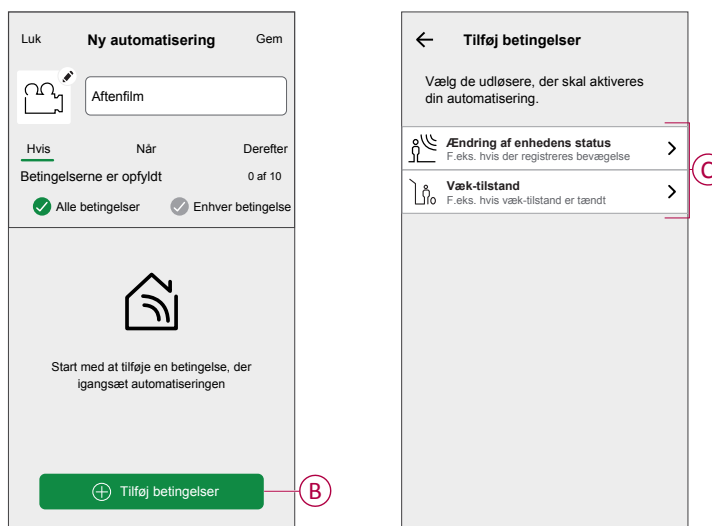 Luk Ny automatisering Gem
Aftenfilm
Hvis Når Derefter
Betingelserne er opfyldt 0 af 10
Alle betingelser Enhver betingelse
Start med at tilføje en betingelse, der
igangsæt automatiseringen
Tilføj betingelser
B
Tilføj betingelser
Vælg de udløsere, der skal aktiveres
din automatisering.
Ændring af enhedens status
F.eks. hvis der registreres bevægelse
Væk-tilstand
F.eks. hvis væk-tilstand er tændt
C